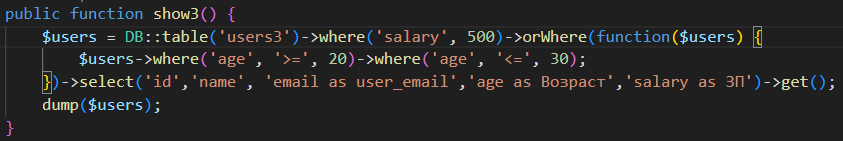 public function show3() {
$users = DB::table('users3')->where('salary', 500)->orWhere(function($users) {
$users->where('age', '>=', 20)->where('age', '<=', 30);
})->select('id','name', 'email as user_email','age as Возраст','salary as ЗП')->get();
dump($users);
}